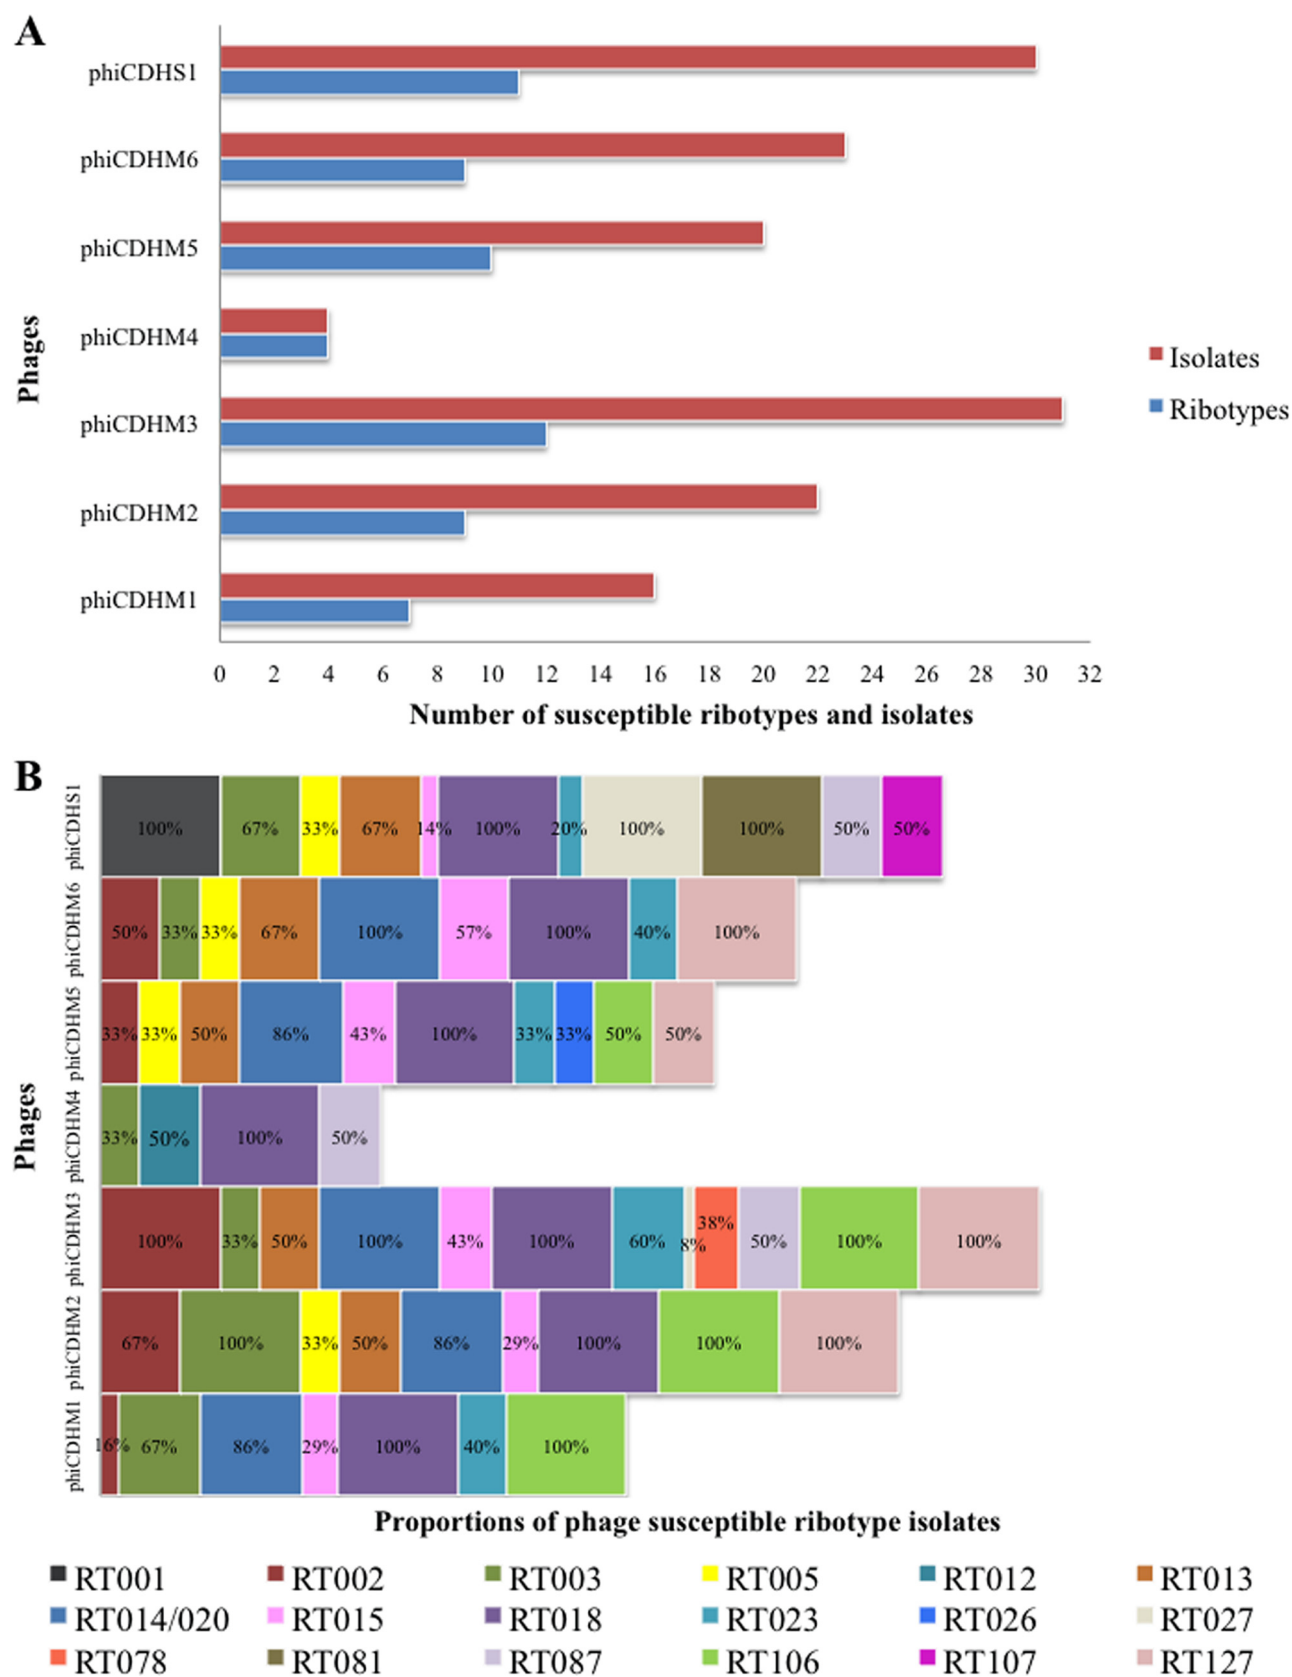 A
phiCDHS1
phiCDHM6
phiCDHM5
phiCDHM4
phiCDHM3
phiCDHM2
phiCDHM1
Phages
Isolates
Ribotypes
0 2 4 6 8 10 12 14 16 18 20 22 24 26 28 30 32
Number of susceptible ribotypes and isolates
B
Phages
phiCDHS1
100% 67% 33% 67% 14% 100% 20% 100% 100% 50% 50%
phiCDHM6
50% 33% 33% 67% 100% 57% 100% 40% 100%
phiCDHM5
33% 33% 50% 86% 43% 100% 33% 33% 50% 50%
phiCDHM4
33% 50% 100% 50%
phiCDHM3
100% 33% 50% 100% 43% 100% 60% 8% 38% 50% 100% 100%
phiCDHM2
67% 100% 33% 50% 86% 29% 100% 100% 100%
phiCDHM1
16% 67% 86% 29% 100% 40% 100%
Proportions of phage susceptible ribotype isolates
RT001 RT002 RT003 RT005 RT012 RT013
RT014/020 RT015 RT018 RT023 RT026 RT027
RT078 RT081 RT087 RT106 RT107 RT127